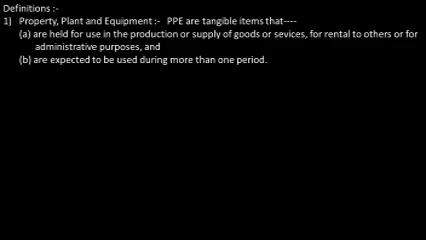 Definitions :-
1) Property, Plant and Equipment :- PPE are tangible items that----
(a) are held for use in the production or supply of goods or sevices, for rental to others or for
administrative purposes, and
(b) are expected to be used during more than one period.